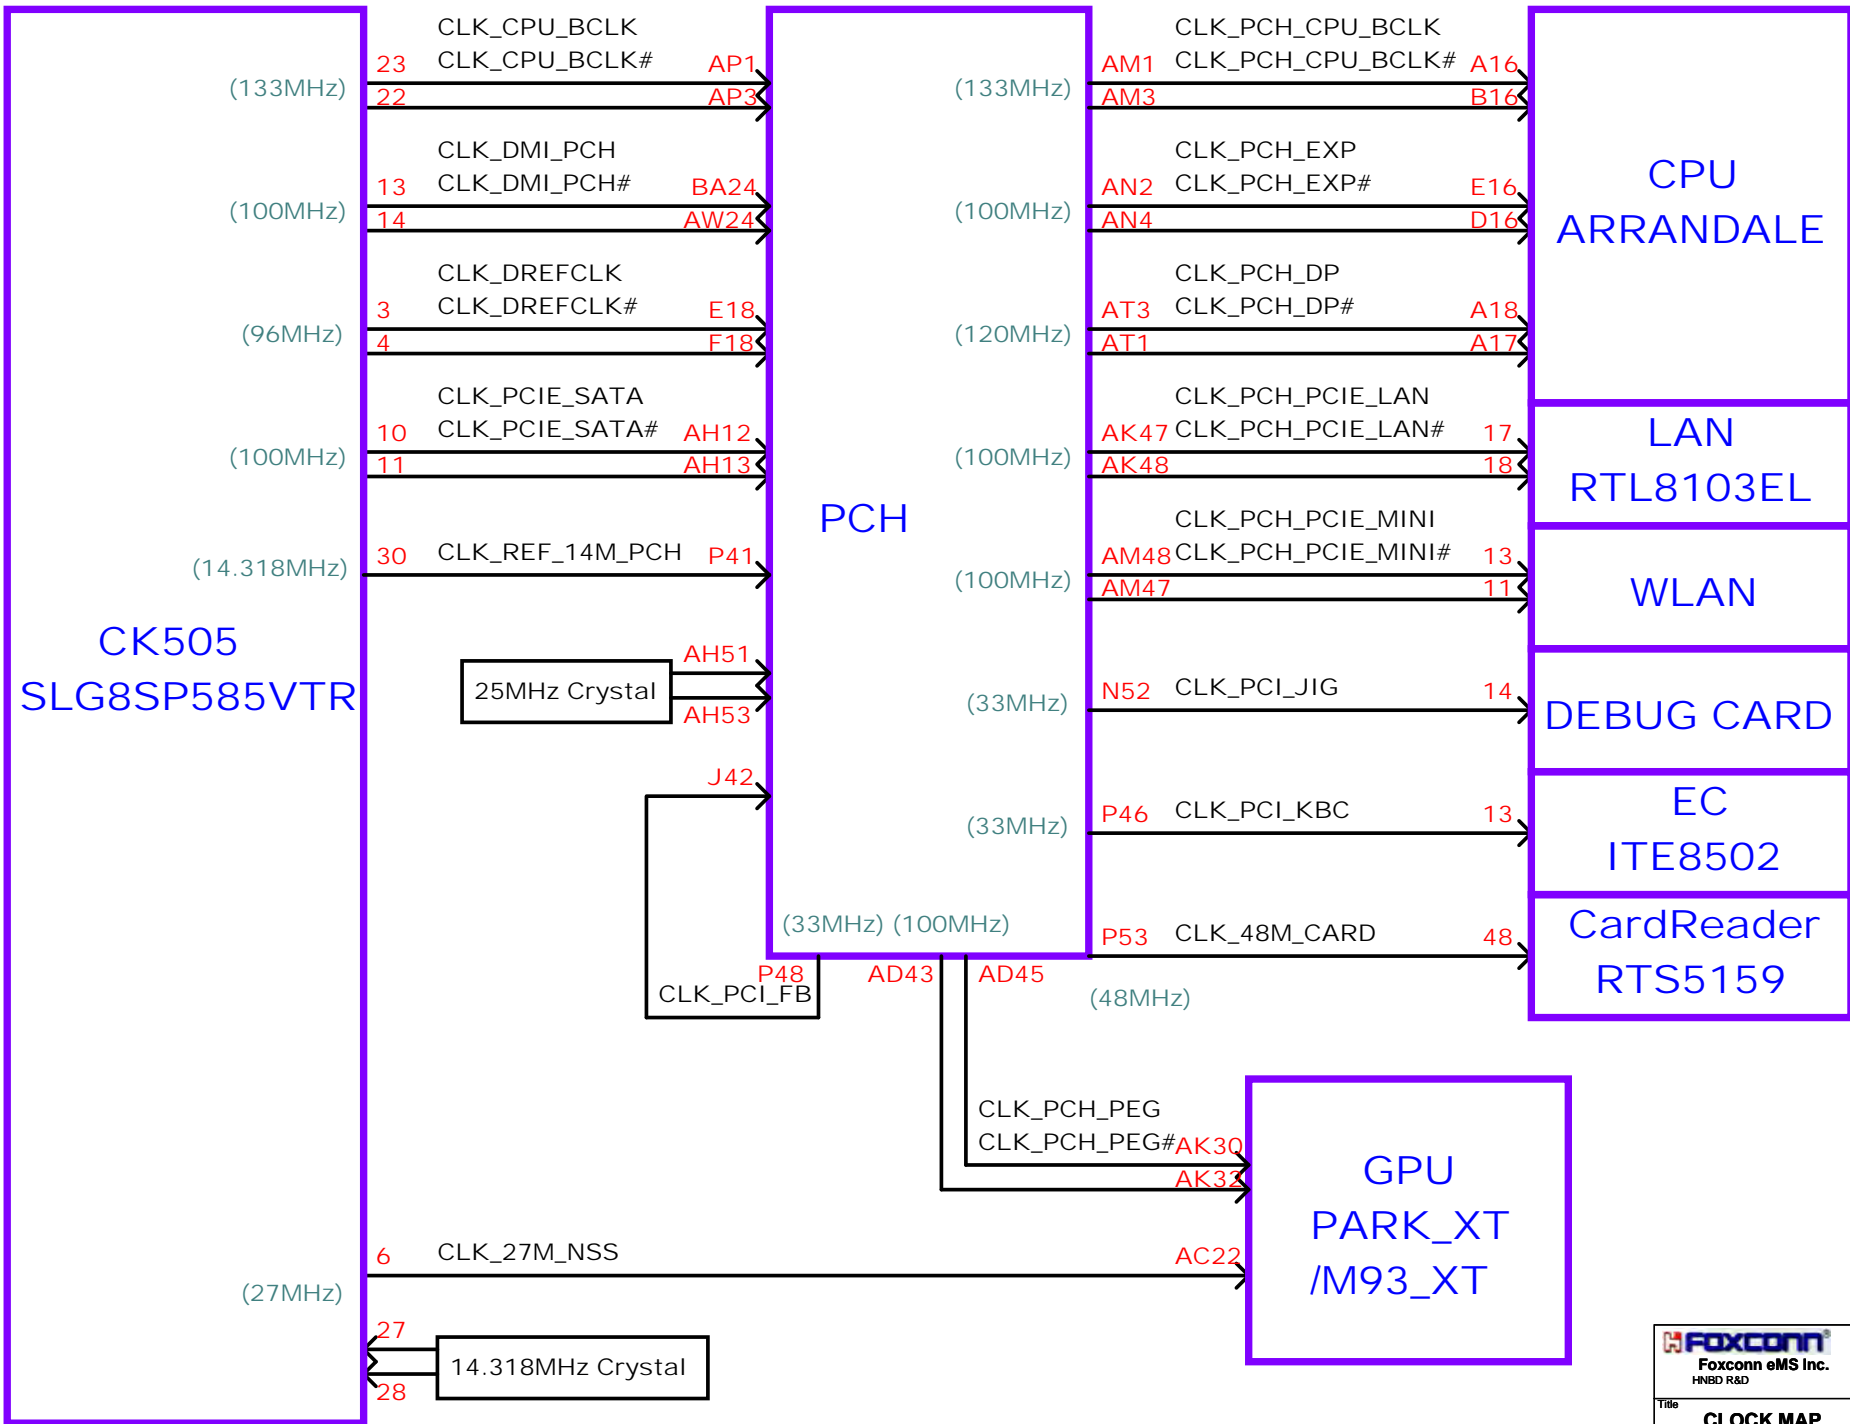 CLK_CPU_BCLK
CLK_CPU_BCLK#
23
AP1
(133MHz)
22
AP3
CLK_DMI_PCH
CLK_DMI_PCH#
13
BA24
(100MHz)
14
AW24
CLK_DREFCLK
CLK_DREFCLK#
3
E18
(96MHz)
4
F18
CLK_PCIE_SATA
CLK_PCIE_SATA#
10
AH12
(100MHz)
11
AH13
(14.318MHz)
30
CLK_REF_14M_PCH
P41
CK505
SLG8SP585VTR
25MHz Crystal
AH51
AH53
J42
PCH
CLK_PCH_CPU_BCLK
CLK_PCH_CPU_BCLK#
(133MHz)
AM1
A16
AM3
B16
CLK_PCH_EXP
CLK_PCH_EXP#
(100MHz)
AN2
E16
AN4
D16
CLK_PCH_DP
CLK_PCH_DP#
(120MHz)
AT3
A18
AT1
A17
CPU
ARRANDALE
CLK_PCH_PCIE_LAN
CLK_PCH_PCIE_LAN#
(100MHz)
AK47
17
AK48
18
LAN
RTL8103EL
CLK_PCH_PCIE_MINI
CLK_PCH_PCIE_MINI#
(100MHz)
AM48
13
AM47
11
WLAN
(33MHz)
N52
CLK_PCI_JIG
14
DEBUG CARD
(33MHz)
P46
CLK_PCI_KBC
13
EC
ITE8502
(33MHz) (100MHz)
P53
CLK_48M_CARD
48
(48MHz)
CardReader
RTS5159
P48
CLK_PCI_FB
AD43
AD45
CLK_PCH_PEG
CLK_PCH_PEG#
AK30
AK32
GPU
PARK_XT
/M93_XT
6
CLK_27M_NSS
AC22
(27MHz)
27
28
14.318MHz Crystal
FOXCONN®
Foxconn eMS Inc.
HNBD R&D
Title
CLOCK MAP